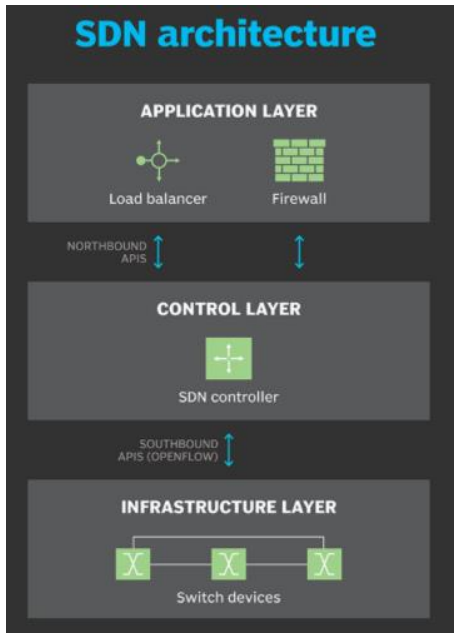 SDN architecture
APPLICATION LAYER
Load balancer
Firewall
NORTHBOUND
APIS
CONTROL LAYER
SDN controller
SOUTHBOUND
APIS (OPENFLOW)
INFRASTRUCTURE LAYER
Switch devices